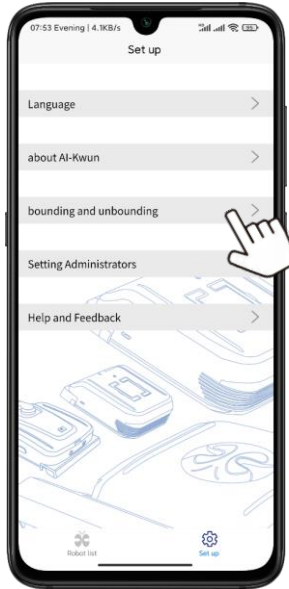 07:53 Evening | 4.1KB/s
Set up
Language
about AI-Kwun
bounding and unbounding
Setting Administrators
Help and Feedback
Robot list
Set up